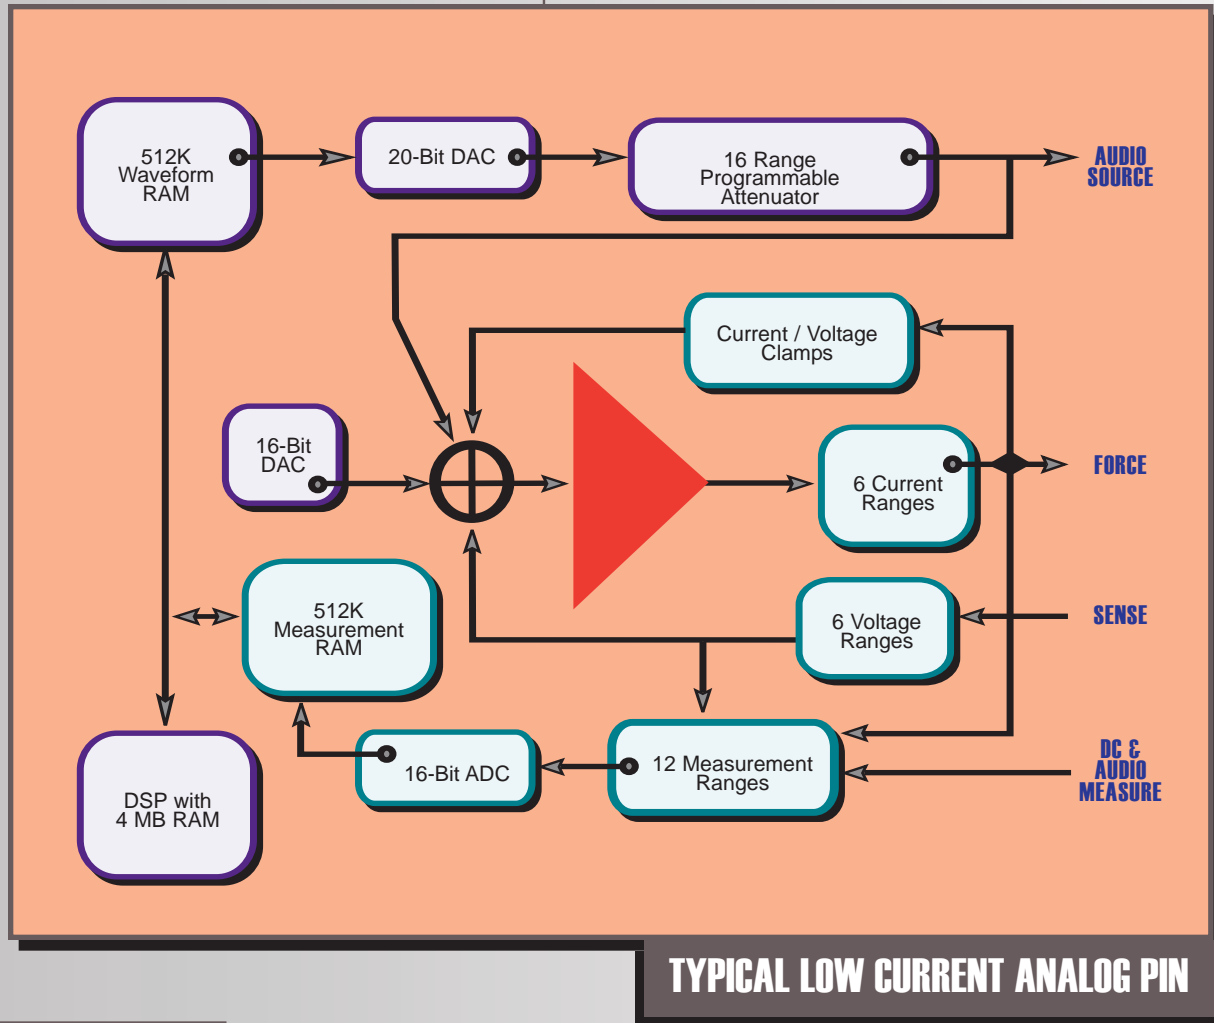 512K
Waveform
RAM
20-Bit DAC
16 Range
Programmable
Attenuator
AUDIO
SOURCE
Current / Voltage
Clamps
16-Bit
DAC
6 Current
Ranges
FORCE
512K
Measurement
RAM
6 Voltage
Ranges
SENSE
DSP with
4 MB RAM
16-Bit ADC
12 Measurement
Ranges
DC &
AUDIO
MEASURE
TYPICAL LOW CURRENT ANALOG PIN